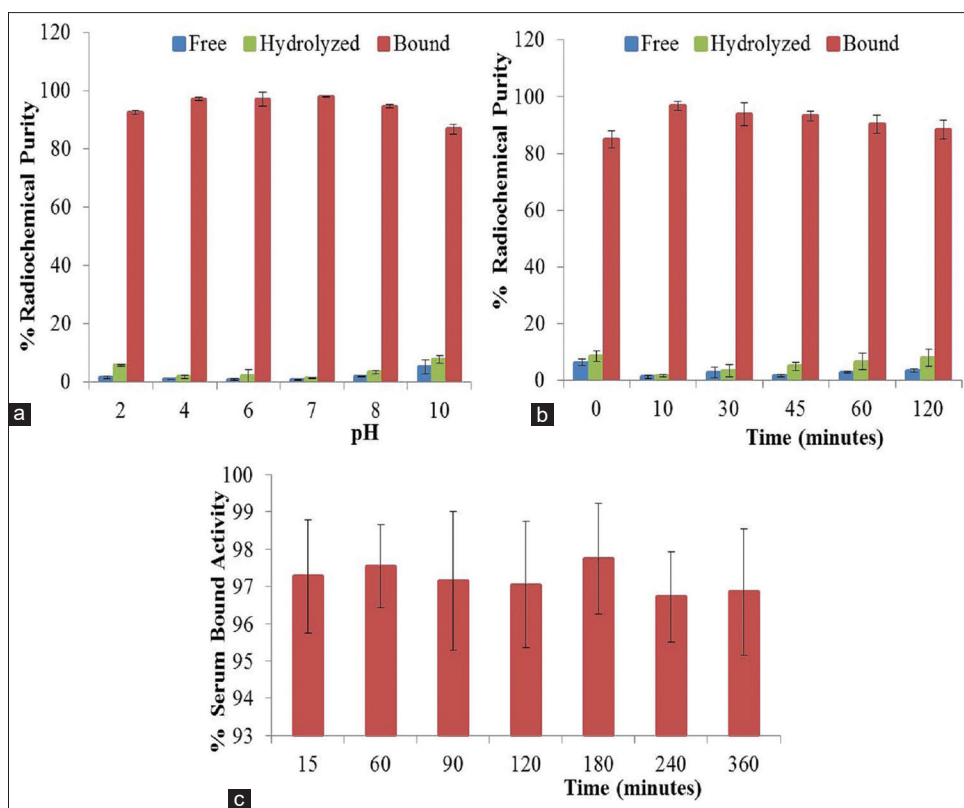 Free Hydrolyzed Bound
% Radiochemical Purity
120
100
80
60
40
20
0
2 4 6 7 8 10
pH
a
Free Hydrolyzed Bound
% Radiochemical Purity
120
100
80
60
40
20
0
0 10 30 45 60 120
Time (minutes)
b
% Serum Bound Activity
100
99
98
97
96
95
94
93
15 60 90 120 180 240 360
Time (minutes)
c